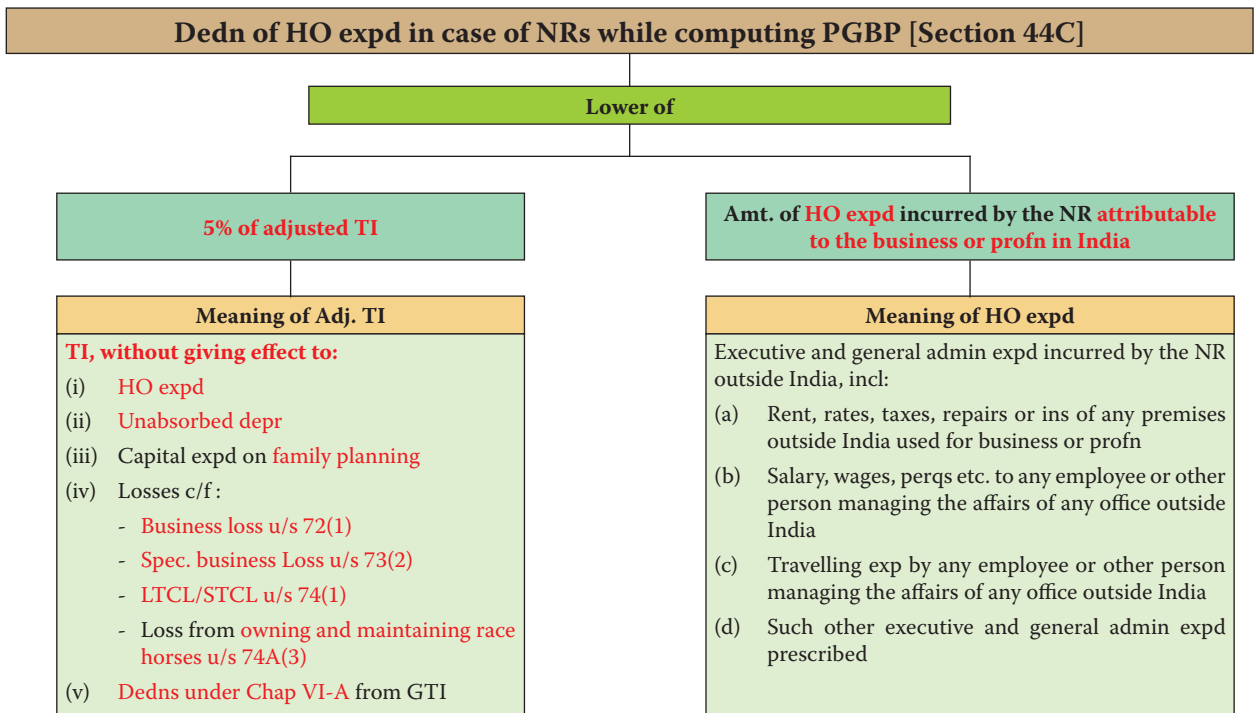 Dedn of HO expd in case of NRs while computing PGBP [Section 44C]
Lower of
5% of adjusted TI
Meaning of Adj. TI
TI, without giving effect to:
(i) HO expd
(ii) Unabsorbed depr
(iii) Capital expd on family planning
(iv) Losses c/f :
- Business loss u/s 72(1)
- Spec. business Loss u/s 73(2)
- LTCL/STCL u/s 74(1)
- Loss from owning and maintaining race
horses u/s 74A(3)
(v) Dedns under Chap VI-A from GTI
Amt. of HO expd incurred by the NR attributable
to the business or profn in India
Meaning of HO expd
Executive and general admin expd incurred by the NR
outside India, incl:
(a) Rent, rates, taxes, repairs or ins of any premises
outside India used for business or profn
(b) Salary, wages, perqs etc. to any employee or other
person managing the affairs of any office outside
India
(c) Travelling exp by any employee or other person
managing the affairs of any office outside India
(d) Such other executive and general admin expd
prescribed